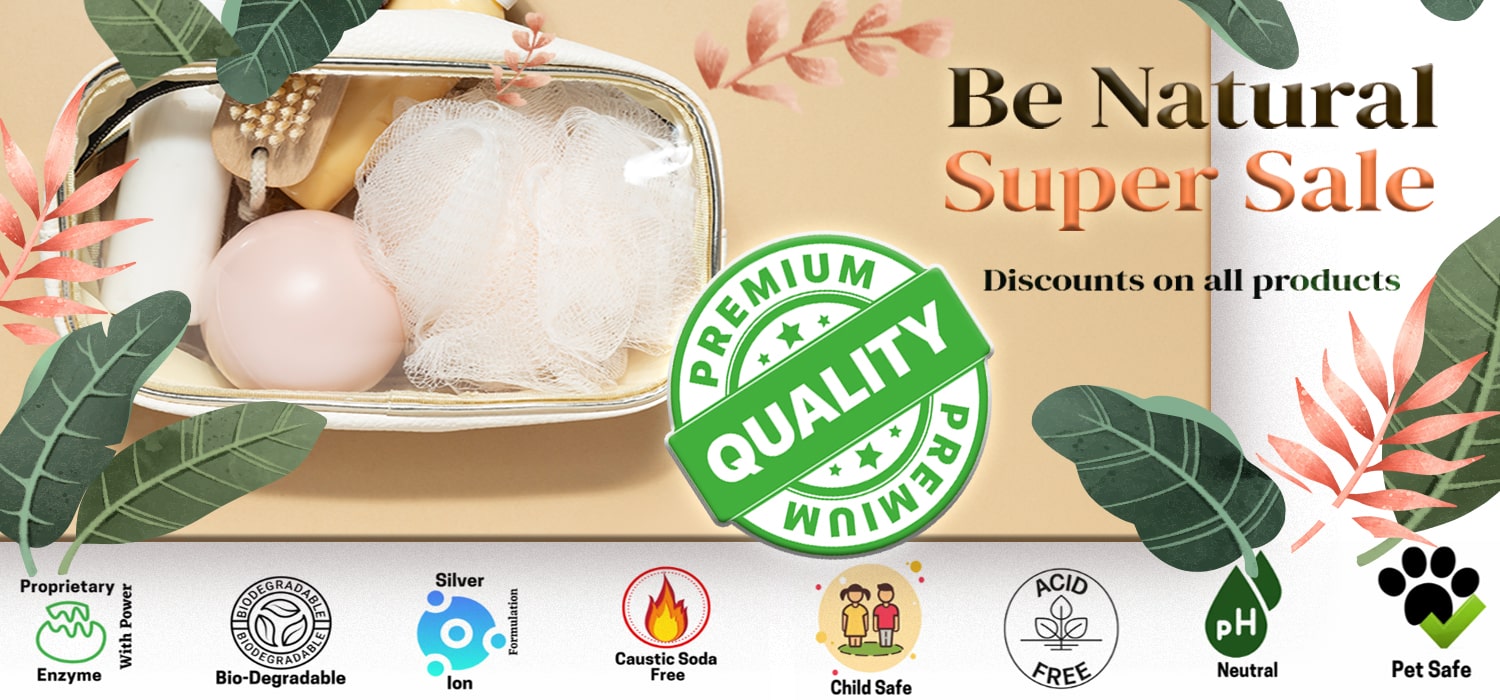 Be Natural
Super Sale
Discounts on all products
PREMIUM
QUALITY
PREMIUM
PREMIUM
Proprietary
With Power
Enzyme
BIODEGRADABLE
BIODEGRADABLE
Bio-Degradable
Silver
Formulation
Ion
Caustic Soda
Free
Child Safe
ACID
FREE
pH
Neutral
Pet Safe